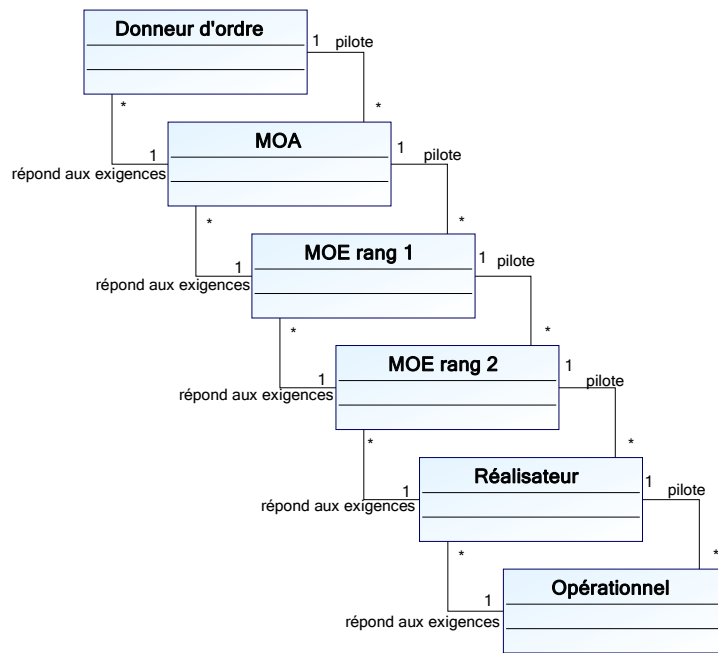 Donneur d'ordre
1 pilote
* *
MOA
1
répond aux exigences
1 pilote
* *
MOE rang 1
1
répond aux exigences
1 pilote
* *
MOE rang 2
1
répond aux exigences
1 pilote
* *
Réalisateur
1
répond aux exigences
1 pilote
* *
Opérationnel
1
répond aux exigences